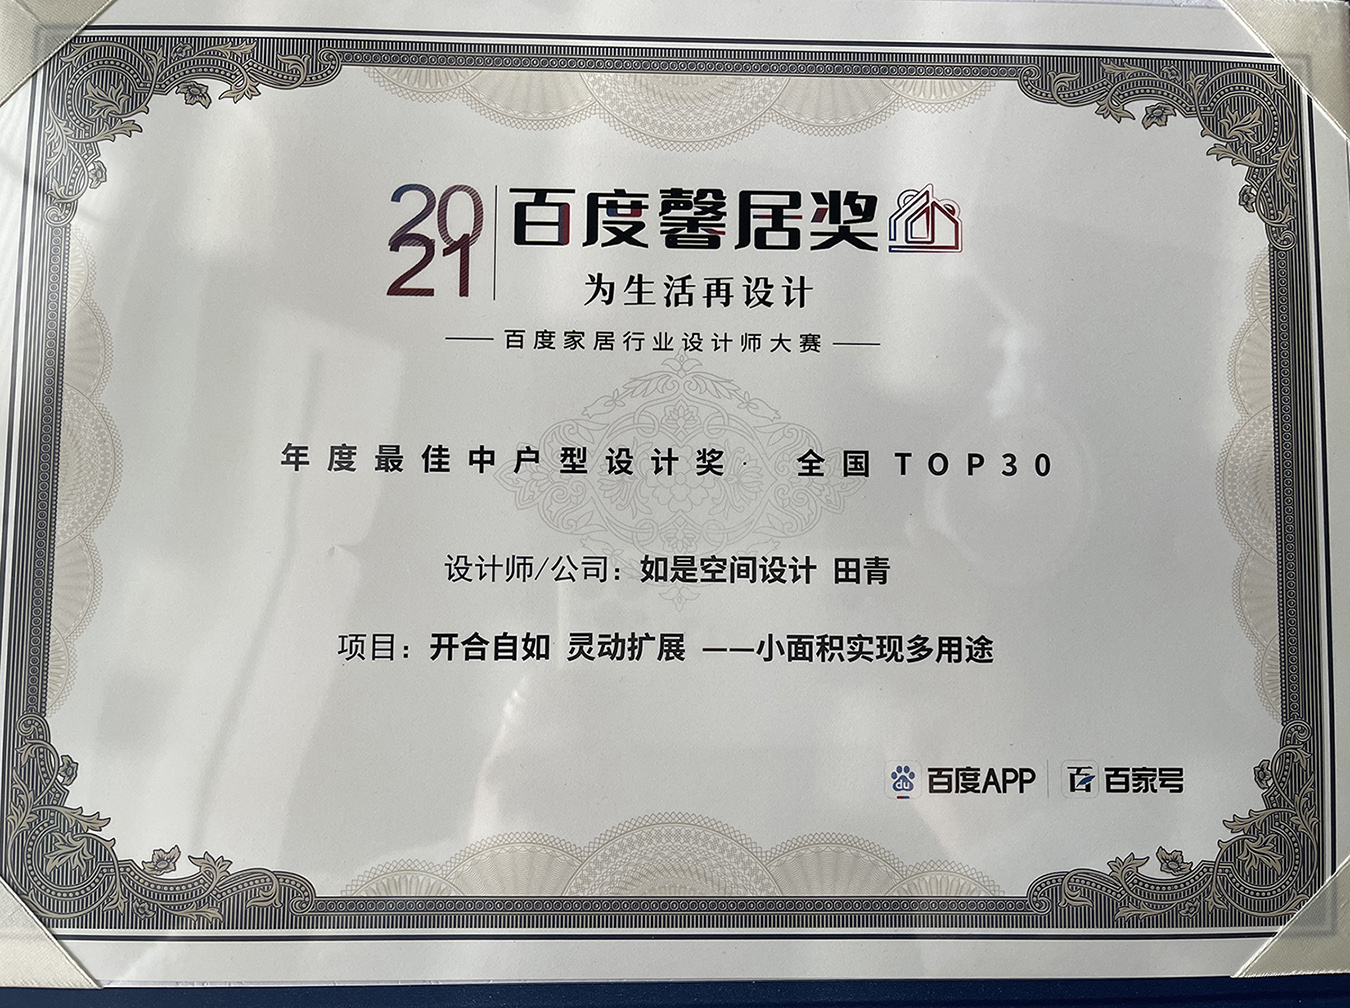 2021 百度馨居奖
为生活再设计
百度家居行业设计师大赛
年度最佳中户型设计奖· 全国TOP30
设计师/公司：如是空间设计 田青
项目：开合自如 灵动扩展 ——小面积实现多用途
du 百度APP 百家号